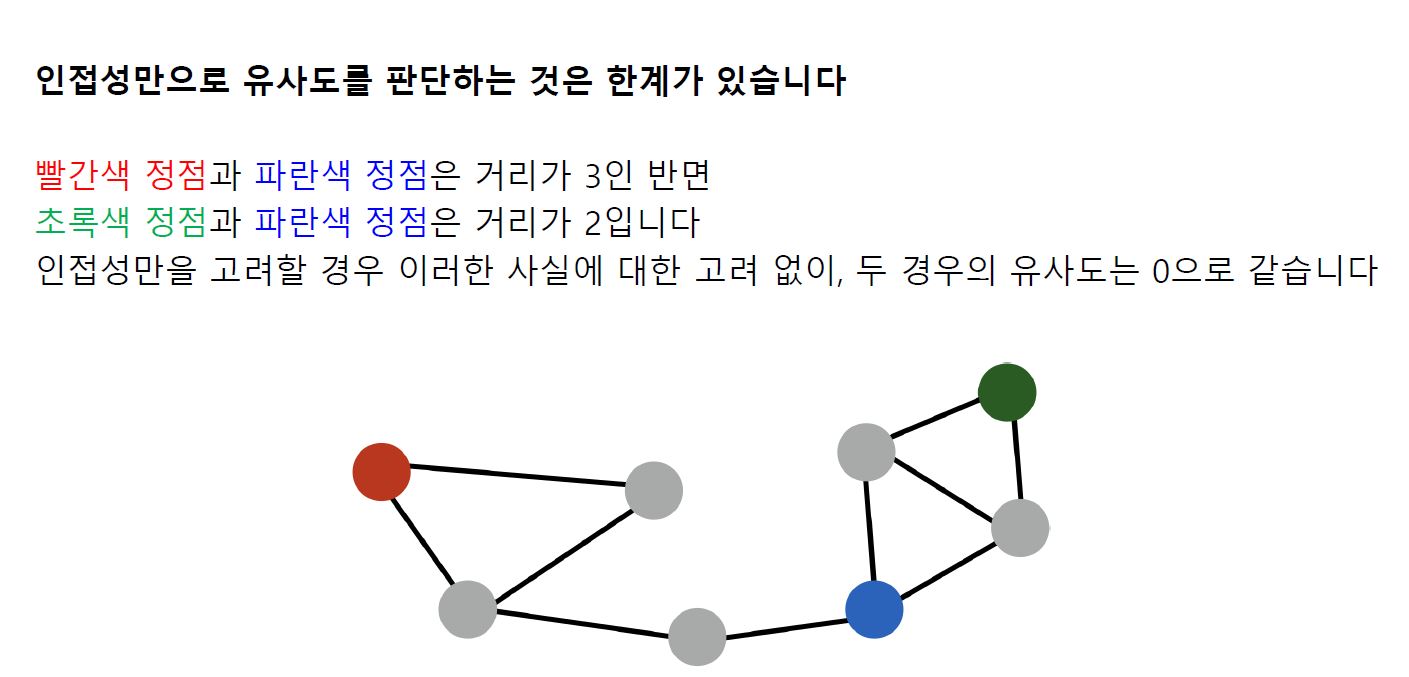 인접성만으로 유사도를 판단하는 것은 한계가 있습니다
빨간색 정점과 파란색 정점은 거리가 3인 반면
초록색 정점과 파란색 정점은 거리가 2입니다
인접성만을 고려할 경우 이러한 사실에 대한 고려 없이, 두 경우의 유사도는 0으로 같습니다